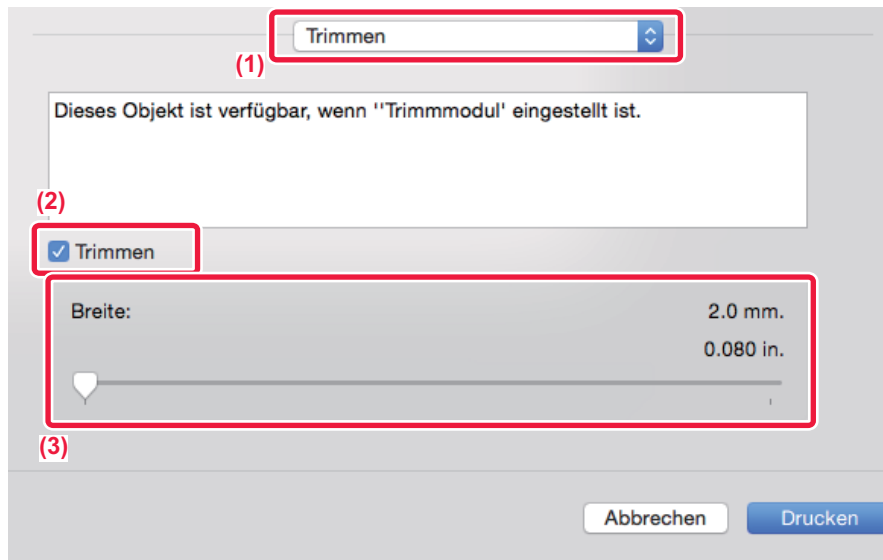 Trimmen
(1)
Dieses Objekt ist verfügbar, wenn ''Trimmmodul' eingestellt ist.
(2)
Trimmen
Breite: 2.0 mm.
0.080 in.
(3)
Abbrechen Drucken